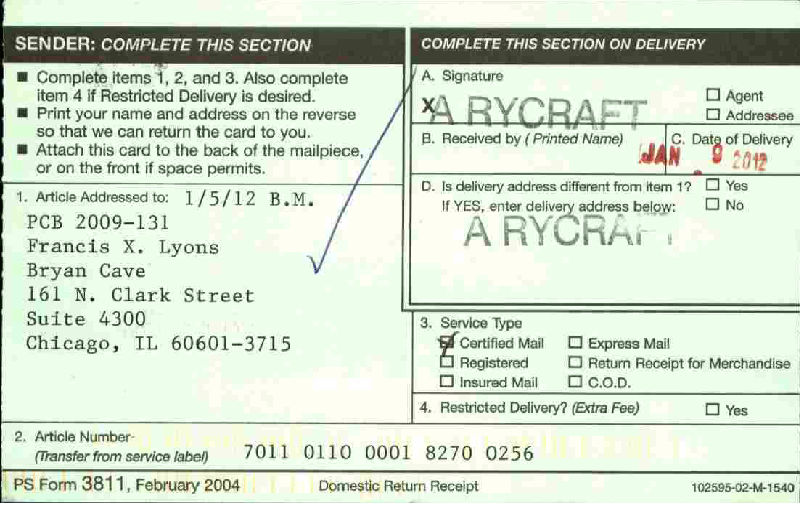 SENDER: COMPLETE THIS SECTION
■ Complete items 1, 2, and 3. Also complete
item 4 if Restricted Delivery is desired.
■ Print your name and address on the reverse
so that we can return the card to you.
■ Attach this card to the back of the mailpiece,
or on the front if space permits.
1. Article Addressed to: 1/5/12 B.M.
PCB 2009-131
Francis X. Lyons
Bryan Cave
161 N. Clark Street
Suite 4300
Chicago, IL 60601-3715
2. Article Number
(Transfer from service label) 7011 0110 0001 8270 0256
COMPLETE THIS SECTION ON DELIVERY
A. Signature
X A RYCRAFT
☐ Agent
☐ Addressee
B. Received by (Printed Name)
C. Date of Delivery
JAN 9 2012
D. Is delivery address different from item 1? ☐ Yes
If YES, enter delivery address below: ☐ No
A RYCRAFT
3. Service Type
☑ Certified Mail ☐ Express Mail
☐ Registered ☐ Return Receipt for Merchandise
☐ Insured Mail ☐ C.O.D.
4. Restricted Delivery? (Extra Fee) ☐ Yes
PS Form 3811, February 2004 Domestic Return Receipt 102595-02-M-1540